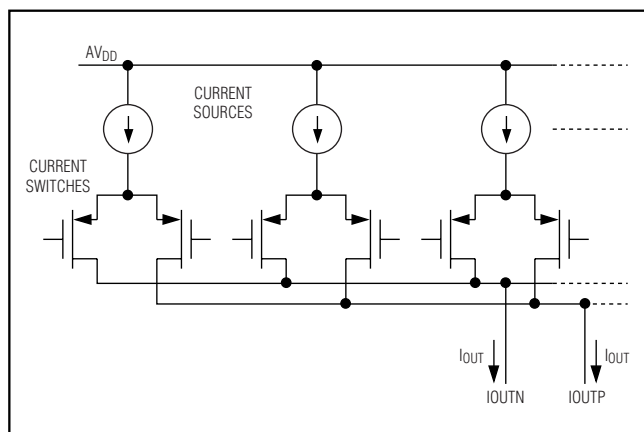 AVDD
CURRENT
SOURCES
CURRENT
SWITCHES
IOUT
IOUT
IOUTN
IOUTP